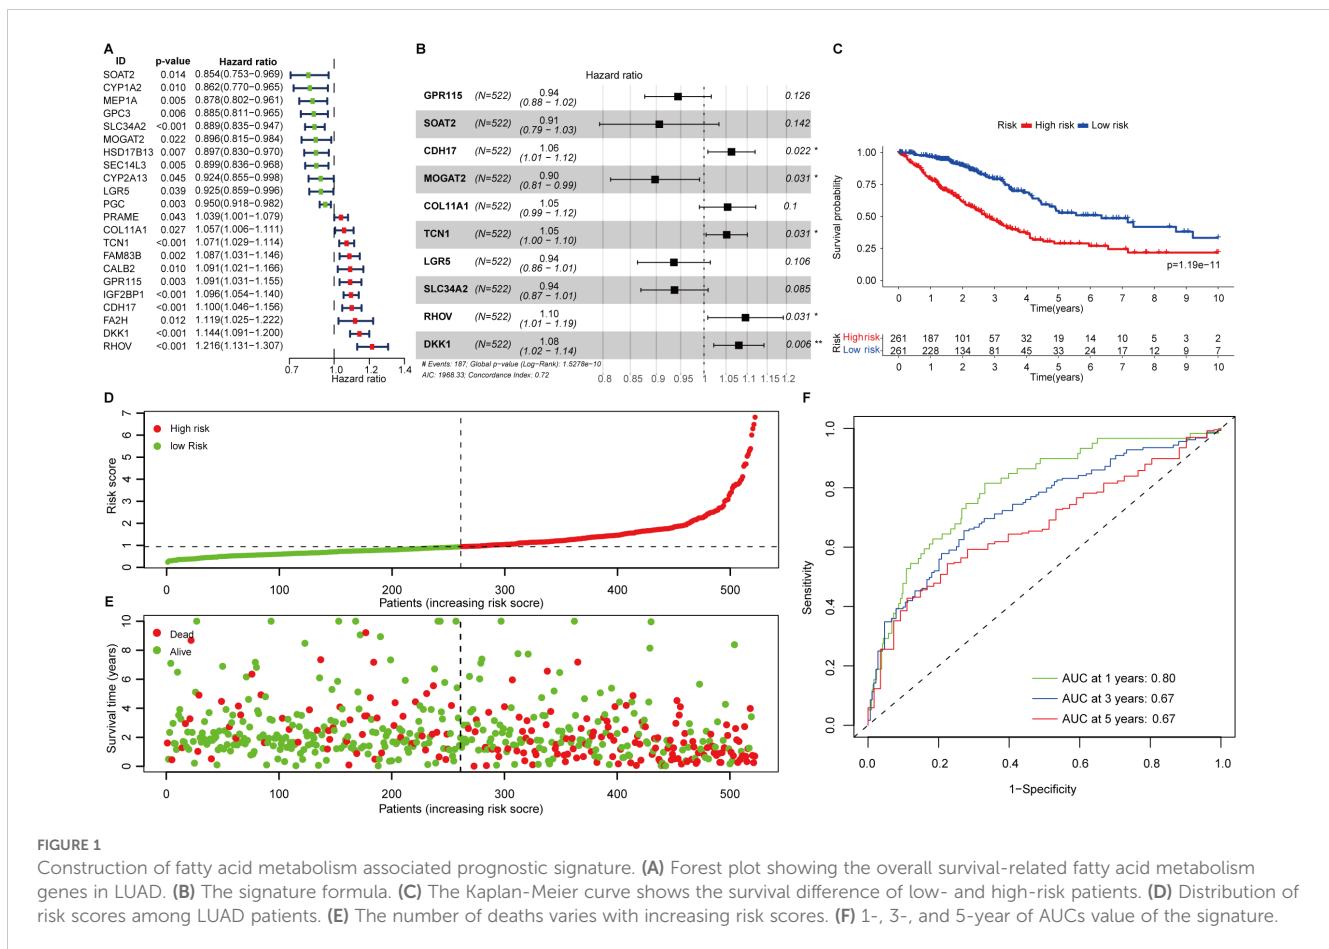 A
ID p-value Hazard ratio
SOAT2 0.014 0.854(0.753−0.969)
CYP1A2 0.010 0.862(0.770−0.965)
MEP1A 0.005 0.878(0.802−0.961)
GPC3 0.006 0.885(0.811−0.965)
SLC34A2 <0.001 0.889(0.835−0.947)
MOGAT2 0.022 0.896(0.815−0.984)
HSD17B13 0.007 0.897(0.830−0.970)
SEC14L3 0.005 0.899(0.836−0.968)
CYP2A13 0.045 0.924(0.855−0.998)
LGR5 0.039 0.925(0.859−0.996)
PGC 0.003 0.950(0.918−0.982)
PRAME 0.043 1.039(1.001−1.079)
COL11A1 0.027 1.057(1.006−1.111)
TCN1 <0.001 1.071(1.029−1.114)
FAM83B 0.002 1.087(1.031−1.146)
CALB2 0.010 1.091(1.021−1.166)
GPR115 0.003 1.091(1.031−1.155)
IGF2BP1 <0.001 1.096(1.054−1.140)
CDH17 <0.001 1.100(1.046−1.156)
FA2H 0.012 1.119(1.025−1.222)
DKK1 <0.001 1.144(1.091−1.200)
RHOV <0.001 1.216(1.131−1.307)
0.7 1.0 1.2 1.4
Hazard ratio
B
Hazard ratio
GPR115 (N=522) 0.94 0.126
(0.88 − 1.02)
SOAT2 (N=522) 0.91 0.142
(0.79 − 1.03)
CDH17 (N=522) 1.06 0.022 *
(1.01 − 1.12)
MOGAT2 (N=522) 0.90 0.031 *
(0.81 − 0.99)
COL11A1 (N=522) 1.05 0.1
(0.99 − 1.12)
TCN1 (N=522) 1.05 0.031 *
(1.00 − 1.10)
LGR5 (N=522) 0.94 0.106
(0.86 − 1.01)
SLC34A2 (N=522) 0.94 0.085
(0.87 − 1.01)
RHOV (N=522) 1.10 0.031 *
(1.01 − 1.19)
DKK1 (N=522) 1.08 0.006 **
(1.02 − 1.14)
# Events: 187; Global p−value (Log−Rank): 1.5278e−10
AIC: 1968.33; Concordance Index: 0.72
0.8 0.85 0.9 0.95 1 1.05 1.1 1.15 1.2
C
Risk High risk Low risk
Survival probability
1.00
0.75
0.50
0.25
0.00
p=1.19e−11
0 1 2 3 4 5 6 7 8 9 10
Time(years)
Risk
High risk 261 187 101 57 32 19 14 10 5 3 2
Low risk 261 228 134 81 45 33 24 17 12 9 7
0 1 2 3 4 5 6 7 8 9 10
Time(years)
D
Risk score
7
6
5
4
3
2
1
0
High risk
low Risk
0 100 200 300 400 500
Patients (increasing risk socre)
E
Survival time (years)
10
8
6
4
2
0
Dead
Alive
0 100 200 300 400 500
Patients (increasing risk socre)
F
Sensitivity
1.0
0.8
0.6
0.4
0.2
0.0
AUC at 1 years: 0.80
AUC at 3 years: 0.67
AUC at 5 years: 0.67
0.0 0.2 0.4 0.6 0.8 1.0
1−Specificity
FIGURE 1
Construction of fatty acid metabolism associated prognostic signature. (A) Forest plot showing the overall survival-related fatty acid metabolism
genes in LUAD. (B) The signature formula. (C) The Kaplan-Meier curve shows the survival difference of low- and high-risk patients. (D) Distribution of
risk scores among LUAD patients. (E) The number of deaths varies with increasing risk scores. (F) 1-, 3-, and 5-year of AUCs value of the signature.